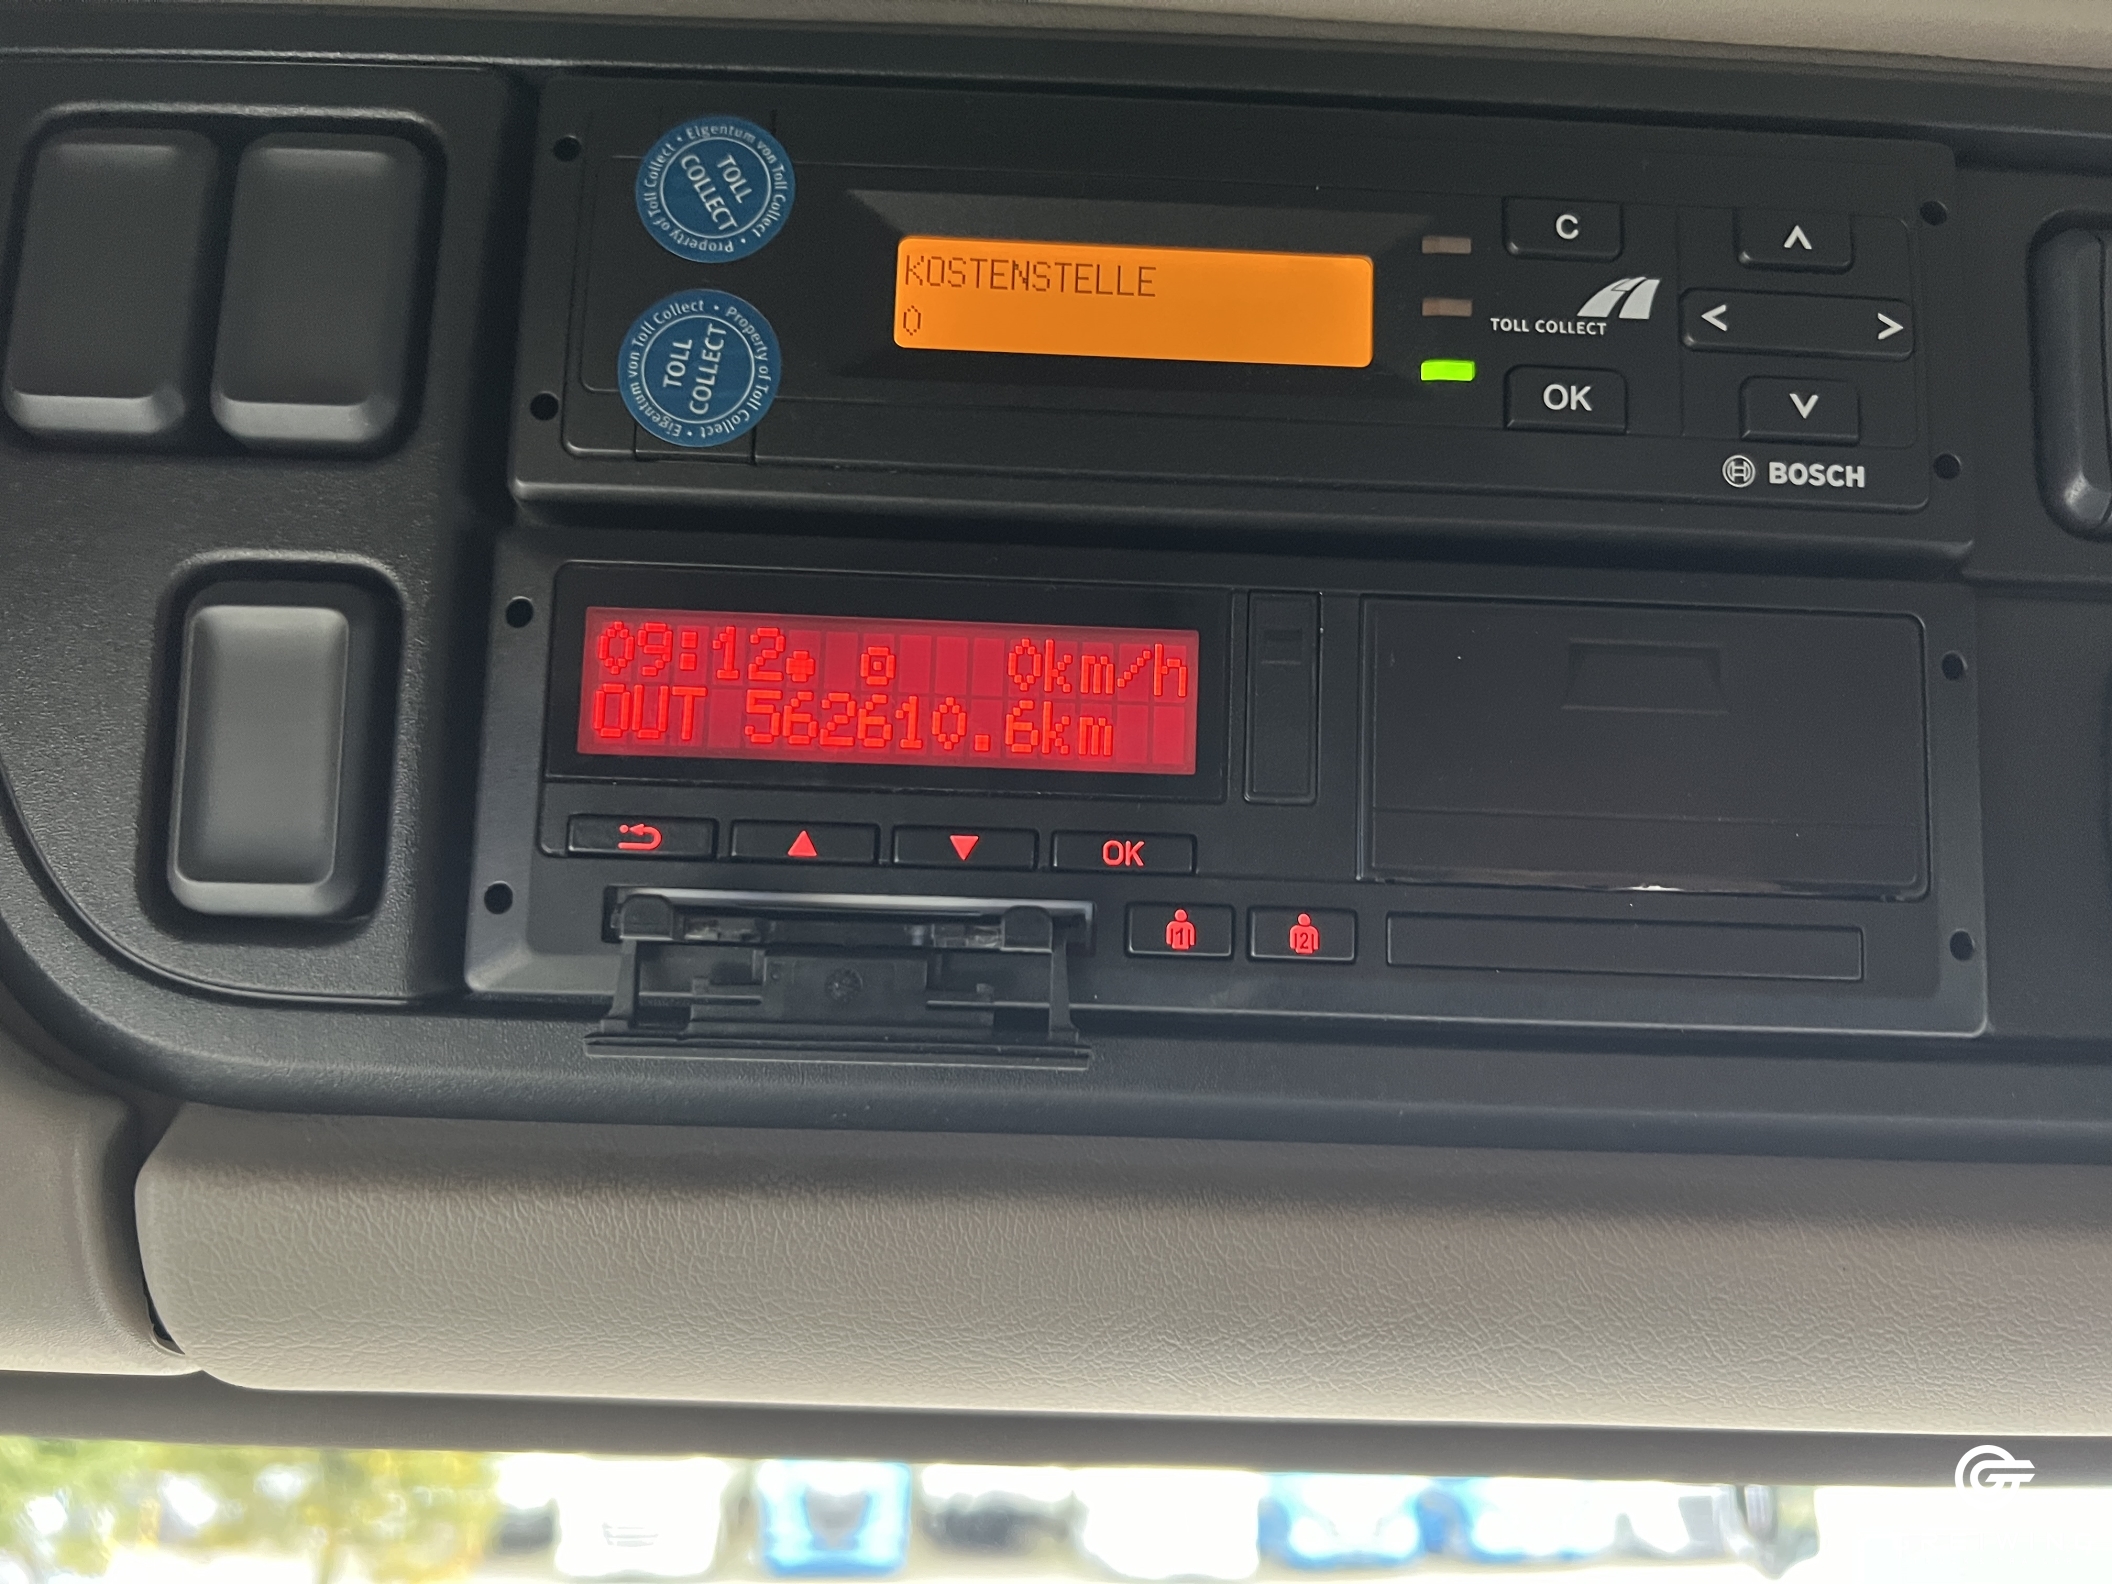 Eigentum von Toll Collect • Property of Toll Collect •
TOLL
COLLECT
KOSTENSTELLE
0
C
TOLL COLLECT
OK
BOSCH
Eigentum von Toll Collect • Property of Toll Collect •
TOLL
COLLECT
09:12 0km/h
OUT 562610.6km
OK
1 2